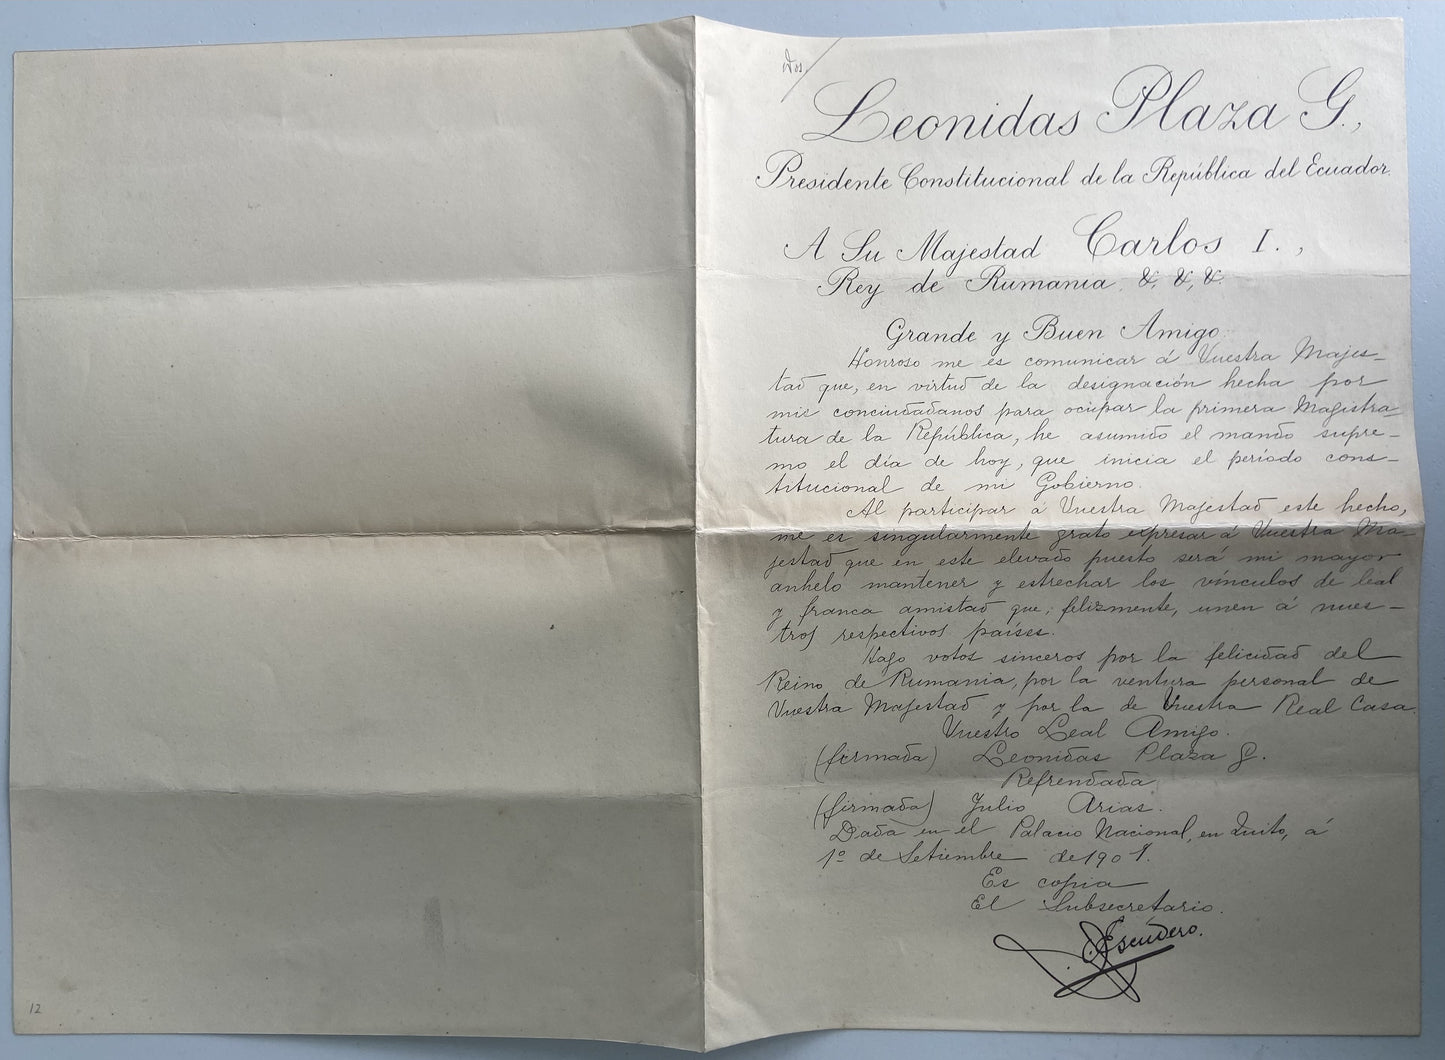 Leonidas Plaza G.,
Presidente Constitucional de la República del Ecuador.
A Su Majestad Carlos I.,
Rey de Rumania, &, &, &.
Grande y Buen Amigo:
Honroso me es comunicar á Vuestra Majes-
tad que, en virtud de la designación hecha por
mis conciudadanos para ocupar la primera Magistra-
tura de la República, he asumido el mando supre-
mo el día de hoy, que inicia el período cons-
titucional de mi Gobierno.
Al participar á Vuestra Majestad este hecho,
me es singularmente grato expresar á Vuestra Ma-
jestad que en este elevado puesto será mi mayor
anhelo mantener y estrechar los vínculos de leal
y franca amistad que, felizmente, unen á nues-
tros respectivos países.
Hago votos sinceros por la felicidad del
Reino de Rumania, por la ventura personal de
Vuestra Majestad y por la de Vuestra Real Casa.
Vuestro Leal Amigo.
(firmada) Leonidas Plaza G.
Refrendada
(firmada) Julio Arias.
Dada en el Palacio Nacional, en Quito, á
1º de Setiembre de 1901.
Es copia
El Subsecretario.
Escudero.
12